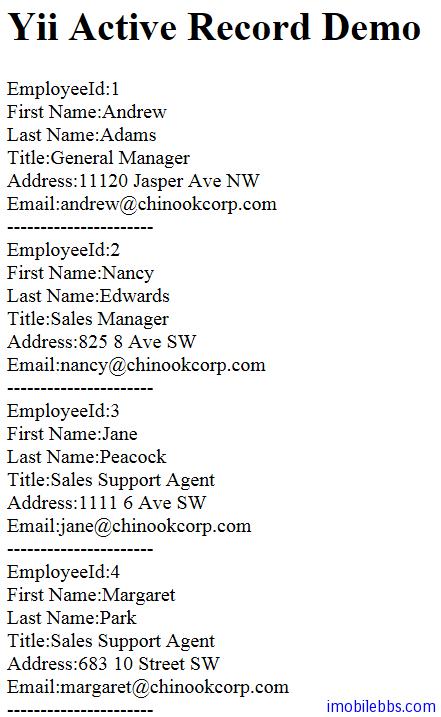 Yii Active Record Demo
EmployeeId:1
First Name:Andrew
Last Name:Adams
Title:General Manager
Address:11120 Jasper Ave NW
Email:andrew@chinookcorp.com
----------------------
EmployeeId:2
First Name:Nancy
Last Name:Edwards
Title:Sales Manager
Address:825 8 Ave SW
Email:nancy@chinookcorp.com
----------------------
EmployeeId:3
First Name:Jane
Last Name:Peacock
Title:Sales Support Agent
Address:1111 6 Ave SW
Email:jane@chinookcorp.com
----------------------
EmployeeId:4
First Name:Margaret
Last Name:Park
Title:Sales Support Agent
Address:683 10 Street SW
Email:margaret@chinookcorp.com
----------------------
imobilebbs.com